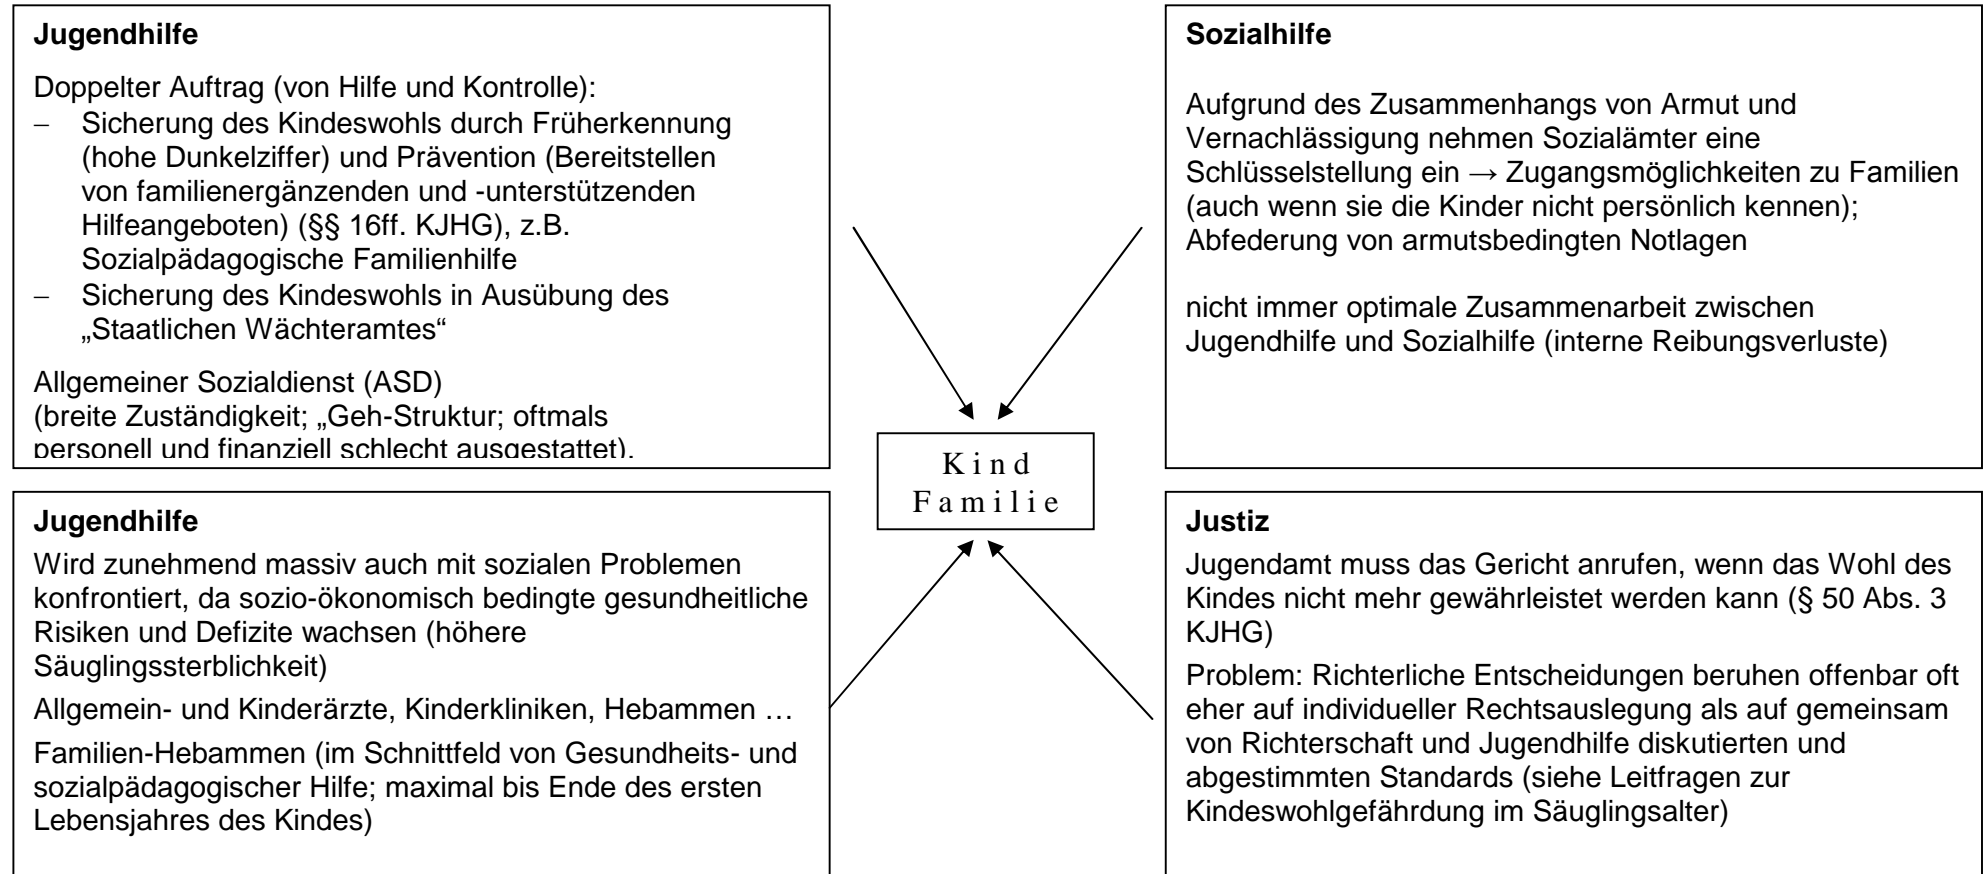 Jugendhilfe
Doppelter Auftrag (von Hilfe und Kontrolle):
– Sicherung des Kindeswohls durch Früherkennung
(hohe Dunkelziffer) und Prävention (Bereitstellen
von familienergänzenden und -unterstützenden
Hilfeangeboten) (§§ 16ff. KJHG), z.B.
Sozialpädagogische Familienhilfe
– Sicherung des Kindeswohls in Ausübung des
„Staatlichen Wächteramtes“
Allgemeiner Sozialdienst (ASD)
(breite Zuständigkeit; „Geh-Struktur; oftmals
personell und finanziell schlecht ausgestattet).
Sozialhilfe
Aufgrund des Zusammenhangs von Armut und
Vernachlässigung nehmen Sozialämter eine
Schlüsselstellung ein → Zugangsmöglichkeiten zu Familien
(auch wenn sie die Kinder nicht persönlich kennen);
Abfederung von armutsbedingten Notlagen
nicht immer optimale Zusammenarbeit zwischen
Jugendhilfe und Sozialhilfe (interne Reibungsverluste)
Kind
Familie
Jugendhilfe
Wird zunehmend massiv auch mit sozialen Problemen
konfrontiert, da sozio-ökonomisch bedingte gesundheitliche
Risiken und Defizite wachsen (höhere
Säuglingssterblichkeit)
Allgemein- und Kinderärzte, Kinderkliniken, Hebammen …
Familien-Hebammen (im Schnittfeld von Gesundheits- und
sozialpädagogischer Hilfe; maximal bis Ende des ersten
Lebensjahres des Kindes)
Justiz
Jugendamt muss das Gericht anrufen, wenn das Wohl des
Kindes nicht mehr gewährleistet werden kann (§ 50 Abs. 3
KJHG)
Problem: Richterliche Entscheidungen beruhen offenbar oft
eher auf individueller Rechtsauslegung als auf gemeinsam
von Richterschaft und Jugendhilfe diskutierten und
abgestimmten Standards (siehe Leitfragen zur
Kindeswohlgefährdung im Säuglingsalter)